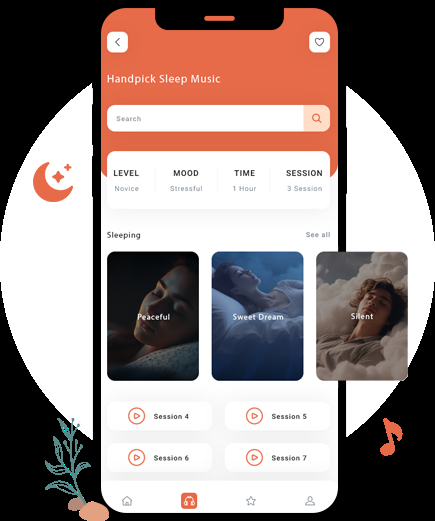 Handpick Sleep Music
Search
LEVEL MOOD TIME SESSION
Novice Stressful 1 Hour 3 Session
Sleeping See all
Peaceful Sweet Dream Silent
Session 4 Session 5
Session 6 Session 7